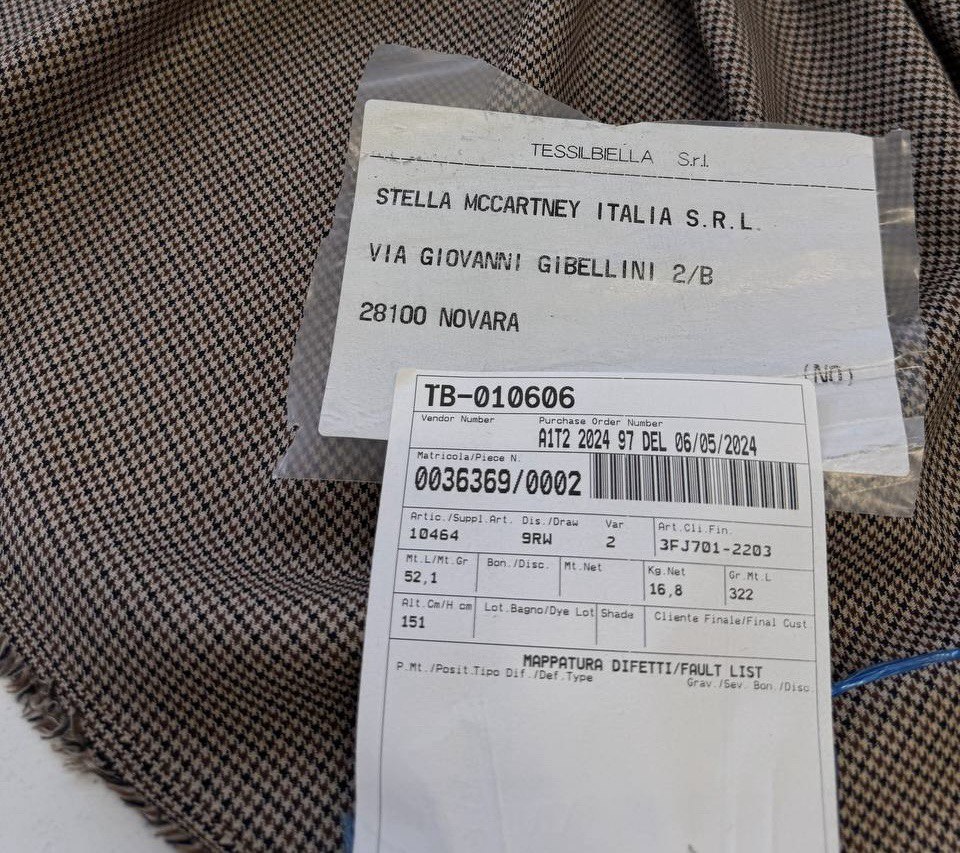 TESSILBIELLA S.r.l.
STELLA MCCARTNEY ITALIA S.R.L.
VIA GIOVANNI GIBELLINI 2/B
28100 NOVARA
(NO)
TB-010606
Vendor Number Purchase Order Number
A1T2 2024 97 DEL 06/05/2024
Matricola/Piece N.
0036369/0002
Artic./Suppl.Art. Dis./Draw Var Art.Cli.Fin.
10464 9RW 2 3FJ701-2203
Mt.L/Mt.Gr Bon./Disc. Mt.Net Kg.Net Gr.Mt.L
52,1 16,8 322
Alt.Cm/H cm Lot.Bagno/Dye Lot Shade Cliente Finale/Final Cust
151
MAPPATURA DIFETTI/FAULT LIST
P.Mt./Posit.Tipo Dif./Def.Type Grav./Sev. Bon./Disc